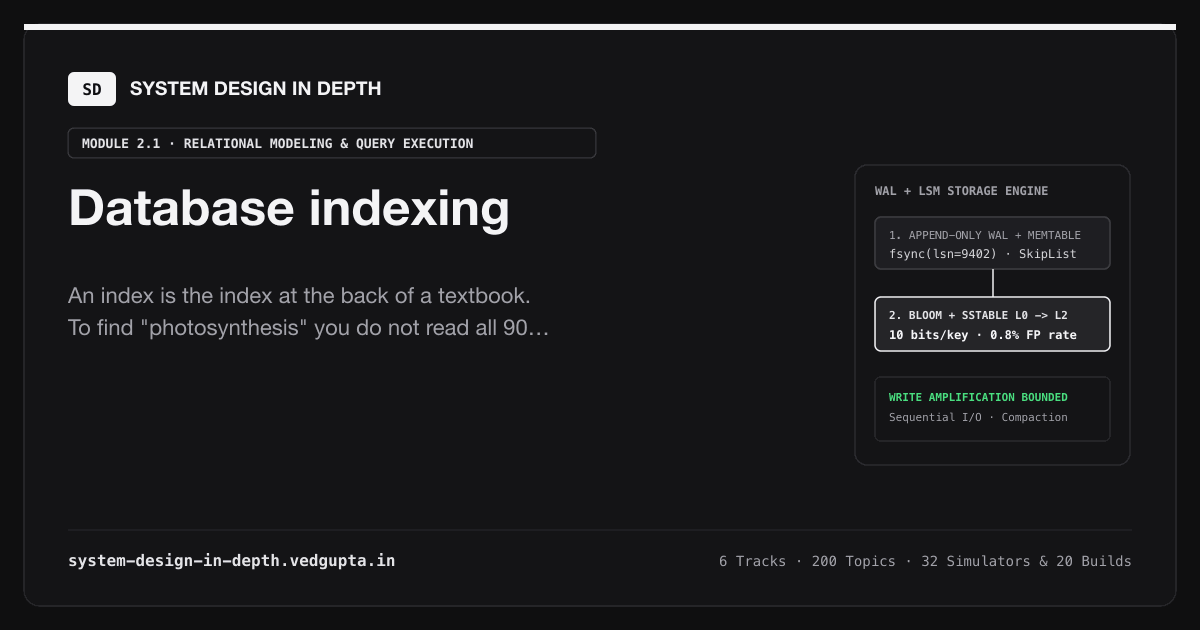 SD SYSTEM DESIGN IN DEPTH
MODULE 2.1 · RELATIONAL MODELING & QUERY EXECUTION
Database indexing
An index is the index at the back of a textbook.
To find "photosynthesis" you do not read all 90...
WAL + LSM STORAGE ENGINE
1. APPEND-ONLY WAL + MEMTABLE
fsync(lsn=9402) · SkipList
2. BLOOM + SSTABLE L0 -> L2
10 bits/key · 0.8% FP rate
WRITE AMPLIFICATION BOUNDED
Sequential I/O · Compaction
system-design-in-depth.vedgupta.in
6 Tracks · 200 Topics · 32 Simulators & 20 Builds